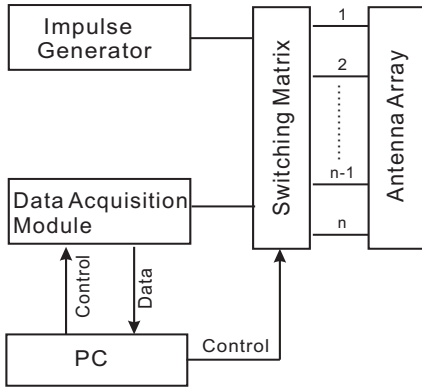 Impulse
Generator
Switching Matrix
1
2
n-1
n
Antenna Array
Data Acquisition
Module
Control
Data
PC
Control